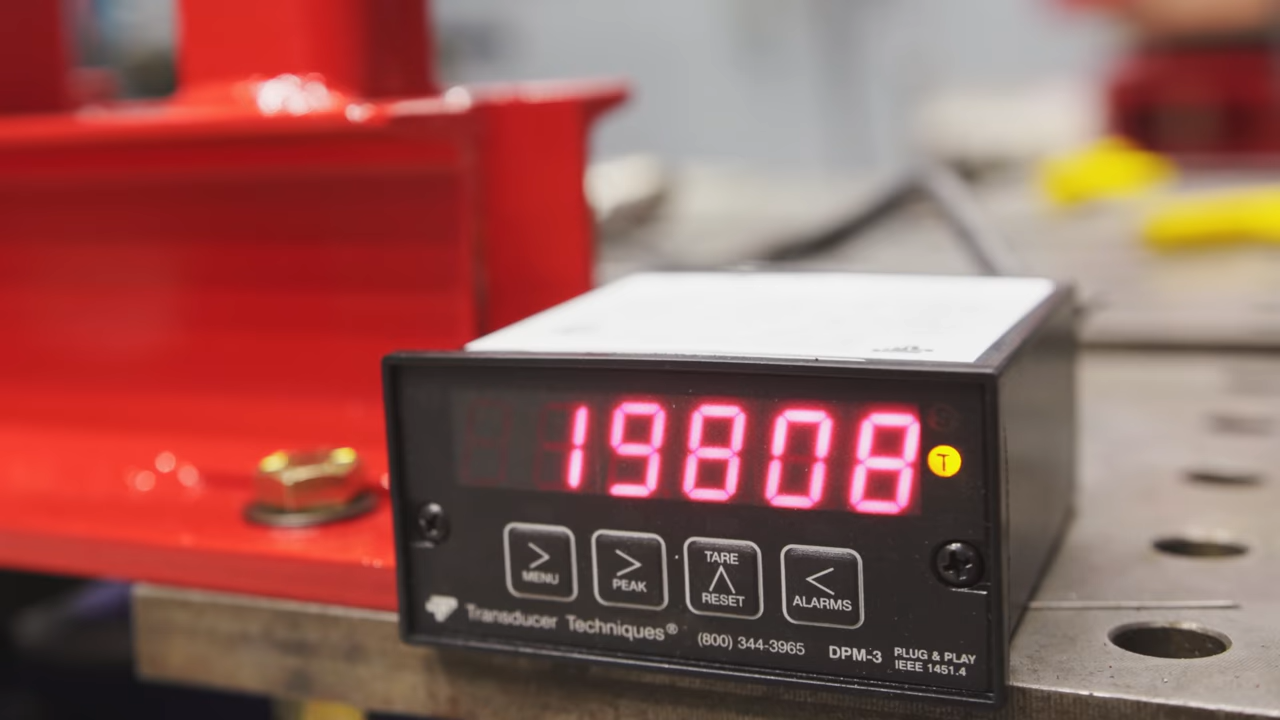 19808
T
MENU
PEAK
TARE
RESET
ALARMS
Transducer Techniques®
(800) 344-3965
DPM-3
PLUG & PLAY
IEEE 1451.4